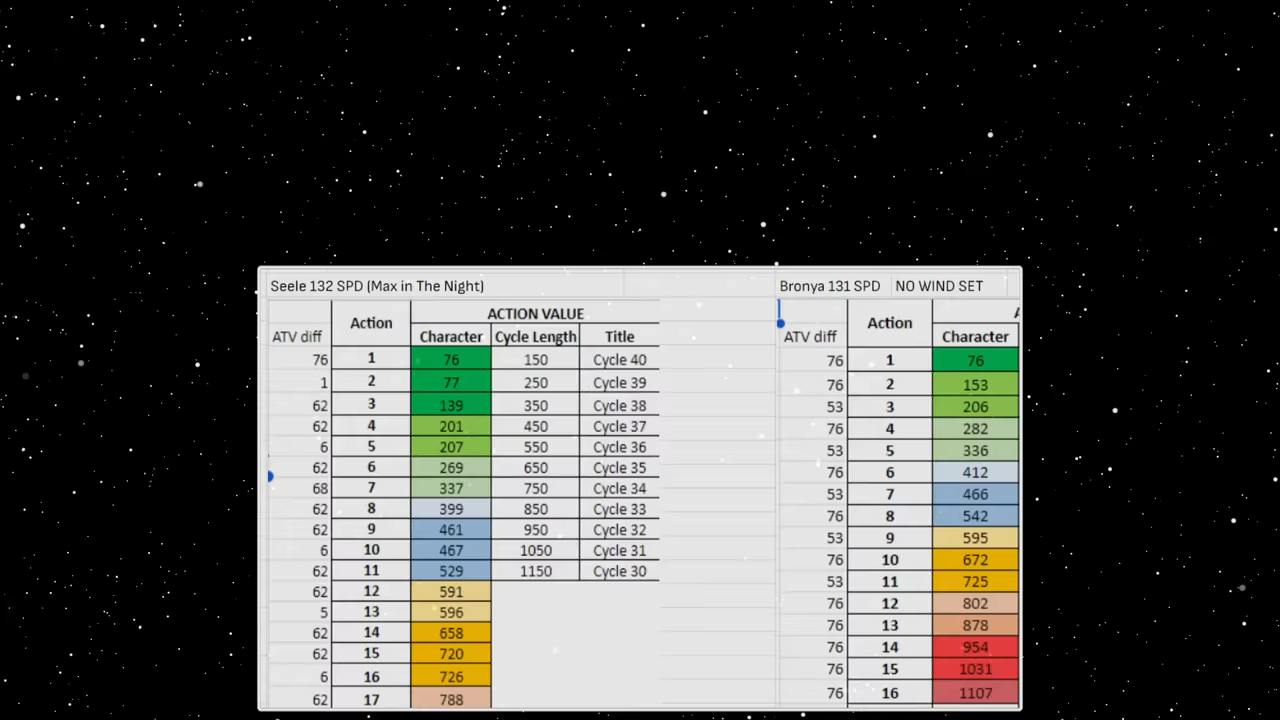 Seele 132 SPD (Max in The Night) Bronya 131 SPD NO WIND SET
ACTION VALUE
ATV diff Action Character Cycle Length Title ATV diff Action Character
76 1 76 150 Cycle 40 76 1 76
1 2 77 250 Cycle 39 76 2 153
62 3 139 350 Cycle 38 53 3 206
62 4 201 450 Cycle 37 76 4 282
6 5 207 550 Cycle 36 53 5 336
62 6 269 650 Cycle 35 76 6 412
68 7 337 750 Cycle 34 53 7 466
62 8 399 850 Cycle 33 76 8 542
62 9 461 950 Cycle 32 53 9 595
6 10 467 1050 Cycle 31 76 10 672
62 11 529 1150 Cycle 30 53 11 725
62 12 591 76 12 802
5 13 596 76 13 878
62 14 658 76 14 954
62 15 720 76 15 1031
6 16 726 76 16 1107
62 17 788